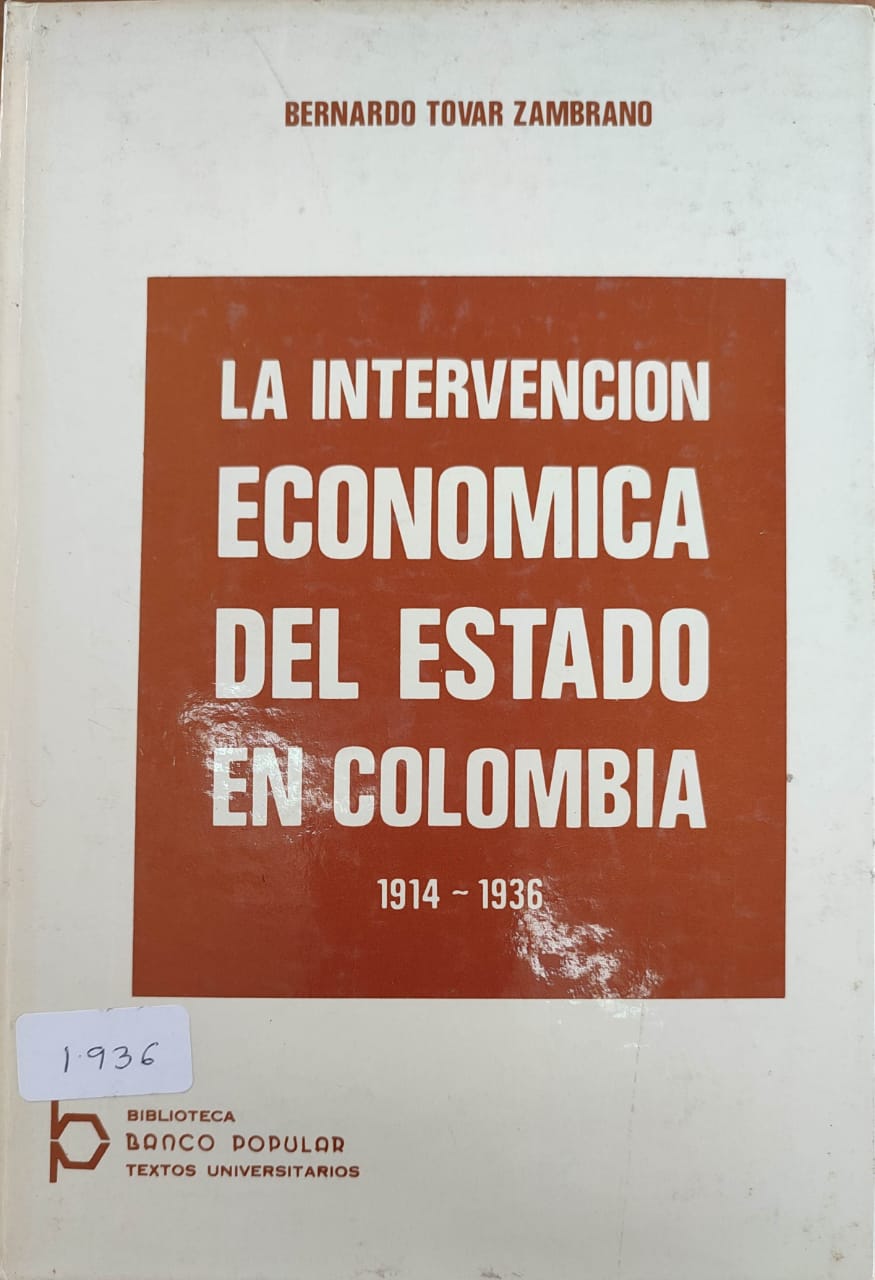 BERNARDO TOVAR ZAMBRANO
LA INTERVENCION
ECONOMICA
DEL ESTADO
EN COLOMBIA
1914 ~ 1936
1.936
bp
BIBLIOTECA
BANCO POPULAR
TEXTOS UNIVERSITARIOS